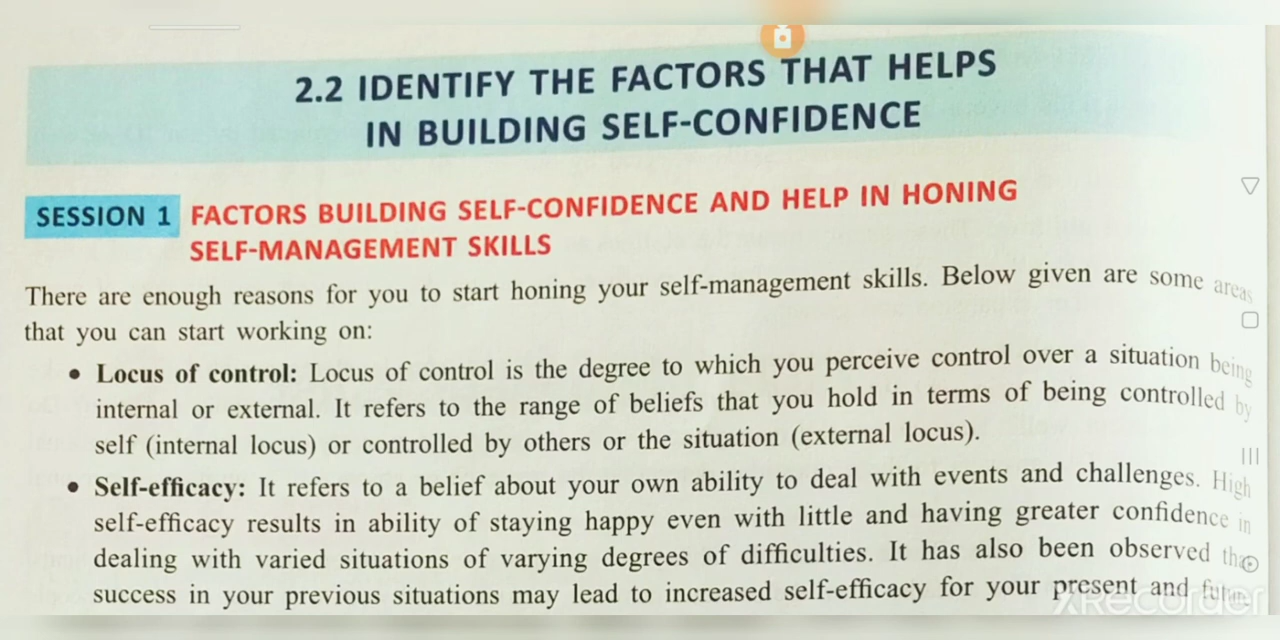 2.2 IDENTIFY THE FACTORS THAT HELPS
IN BUILDING SELF-CONFIDENCE
SESSION 1 FACTORS BUILDING SELF-CONFIDENCE AND HELP IN HONING
SELF-MANAGEMENT SKILLS
There are enough reasons for you to start honing your self-management skills. Below given are some areas
that you can start working on:
• Locus of control: Locus of control is the degree to which you perceive control over a situation being
internal or external. It refers to the range of beliefs that you hold in terms of being controlled by
self (internal locus) or controlled by others or the situation (external locus).
• Self-efficacy: It refers to a belief about your own ability to deal with events and challenges. High
self-efficacy results in ability of staying happy even with little and having greater confidence in
dealing with varied situations of varying degrees of difficulties. It has also been observed that
success in your previous situations may lead to increased self-efficacy for your present and future
XRecorder